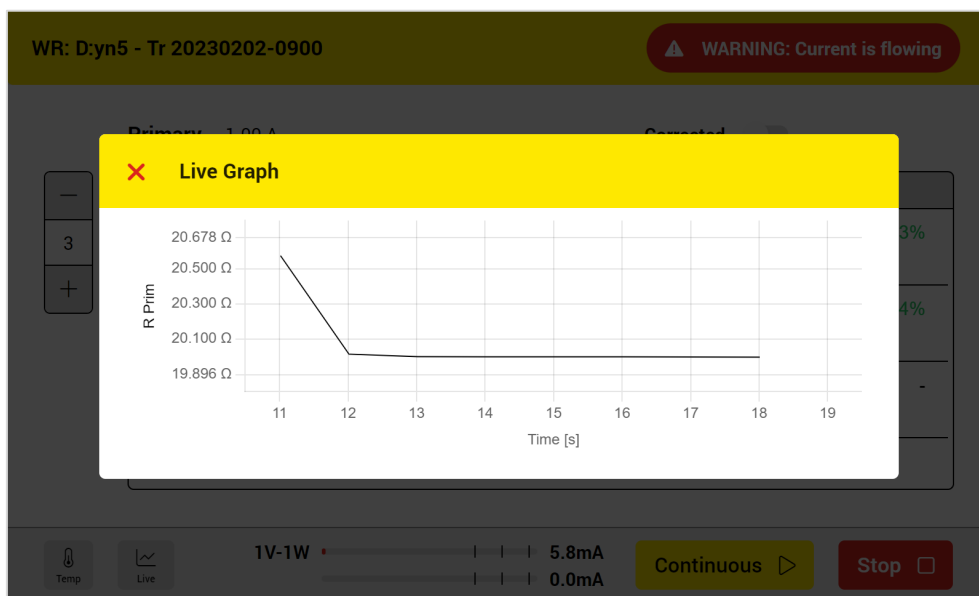 WR: D:yn5 - Tr 20230202-0900
WARNING: Current is flowing
Primary 1.00 A
Corrected
Live Graph
3
3%
4%
-
R Prim
20.678 Ω
20.500 Ω
20.300 Ω
20.100 Ω
19.896 Ω
11 12 13 14 15 16 17 18 19
Time [s]
Temp
Live
1V-1W
5.8mA
0.0mA
Continuous
Stop